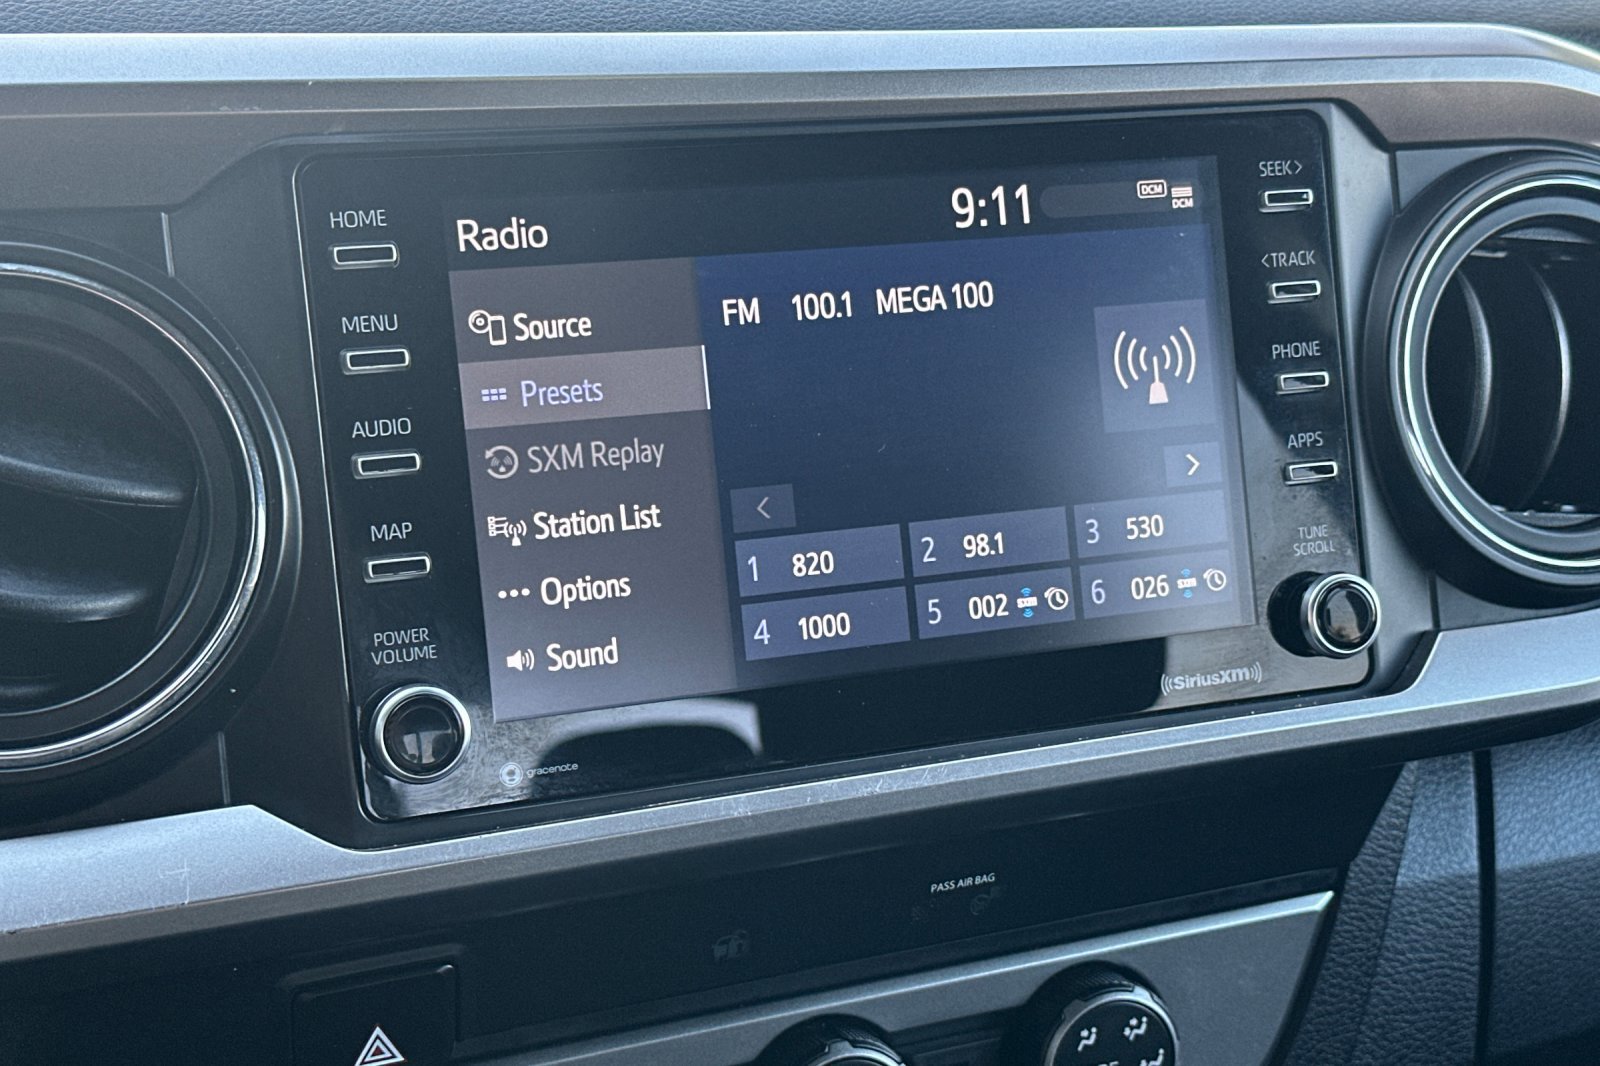 HOME
MENU
AUDIO
MAP
POWER
VOLUME
Radio
9:11
DCM
DCM
Source
Presets
SXM Replay
Station List
Options
Sound
FM 100.1 MEGA 100
<
>
1 820
2 98.1
3 530
4 1000
5 002 SXM
6 026 SXM
SEEK>
<TRACK
PHONE
APPS
TUNE
SCROLL
gracenote
SiriusXM
PASS AIR BAG